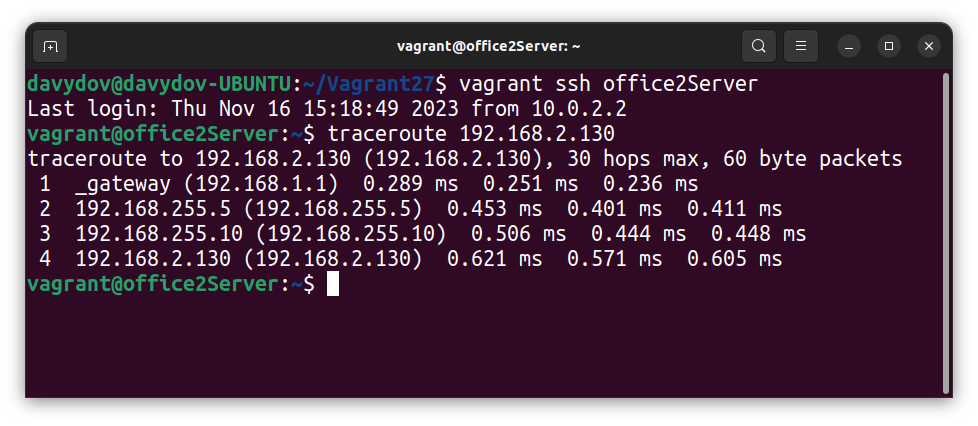 vagrant@office2Server: ~
davydov@davydov-UBUNTU:~/Vagrant27$ vagrant ssh office2Server
Last login: Thu Nov 16 15:18:49 2023 from 10.0.2.2
vagrant@office2Server:~$ traceroute 192.168.2.130
traceroute to 192.168.2.130 (192.168.2.130), 30 hops max, 60 byte packets
 1  _gateway (192.168.1.1)  0.289 ms  0.251 ms  0.236 ms
 2  192.168.255.5 (192.168.255.5)  0.453 ms  0.401 ms  0.411 ms
 3  192.168.255.10 (192.168.255.10)  0.506 ms  0.444 ms  0.448 ms
 4  192.168.2.130 (192.168.2.130)  0.621 ms  0.571 ms  0.605 ms
vagrant@office2Server:~$